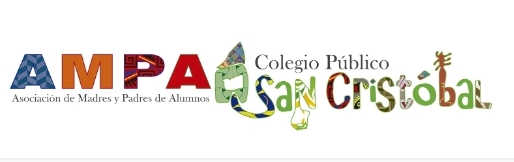 AMPA Colegio Público
Asociación de Madres y Padres de Alumnos San Cristóbal